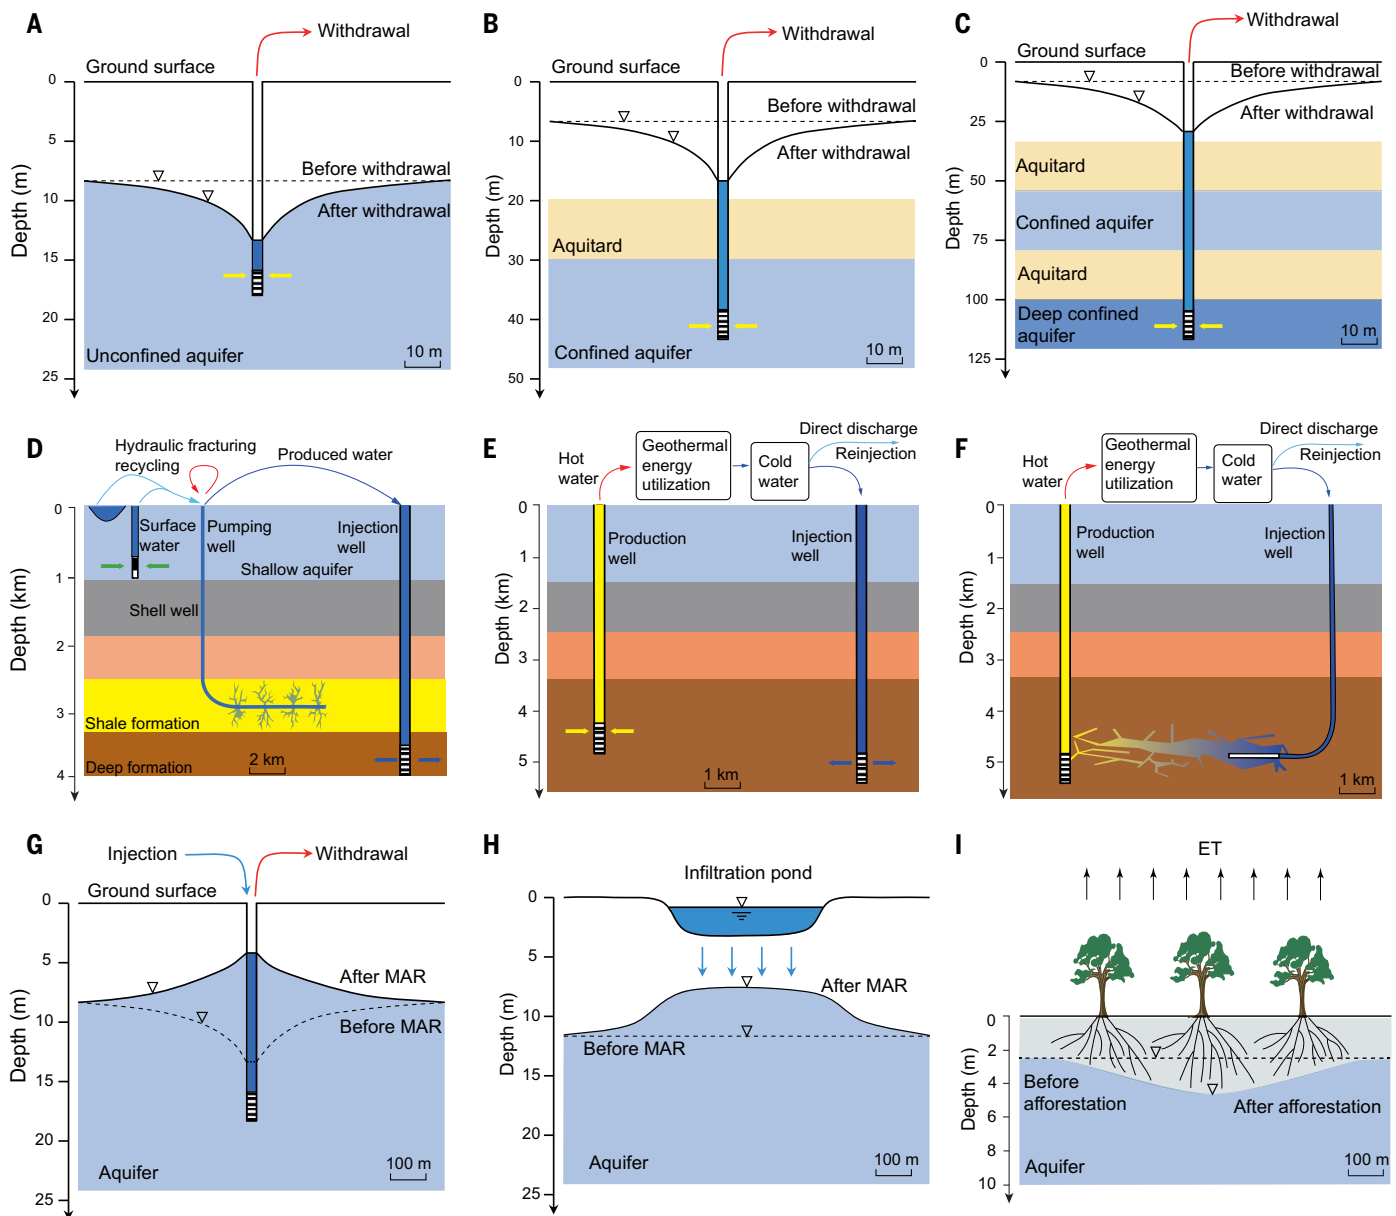 A
Withdrawal
Ground surface
0
5
Before withdrawal
10
After withdrawal
15
20
Unconfined aquifer
10 m
25
Depth (m)
B
Withdrawal
Ground surface
0
Before withdrawal
10
After withdrawal
20
Aquitard
30
40
Confined aquifer
10 m
50
Depth (m)
C
Withdrawal
Ground surface
0
Before withdrawal
After withdrawal
25
Aquitard
50
Confined aquifer
75
Aquitard
100
Deep confined
aquifer
10 m
125
Depth (m)
D
Hydraulic fracturing
recycling
Produced water
0
Surface
water
Pumping
well
Injection
well
Shallow aquifer
1
Shell well
2
3
Shale formation
Deep formation
2 km
4
Depth (km)
E
Hot
water
Geothermal
energy
utilization
Cold
water
Direct discharge
Reinjection
0
Production
well
Injection
well
1
2
3
4
5
1 km
Depth (km)
F
Hot
water
Geothermal
energy
utilization
Cold
water
Direct discharge
Reinjection
0
Production
well
Injection
well
1
2
3
4
5
1 km
Depth (km)
G
Injection
Withdrawal
Ground surface
0
5
After MAR
10
Before MAR
15
20
Aquifer
100 m
25
Depth (m)
H
Infiltration pond
0
5
After MAR
10
Before MAR
15
20
Aquifer
100 m
25
Depth (m)
I
ET
0
2
4
Before
afforestation
After afforestation
6
8
Aquifer
100 m
10
Depth (m)